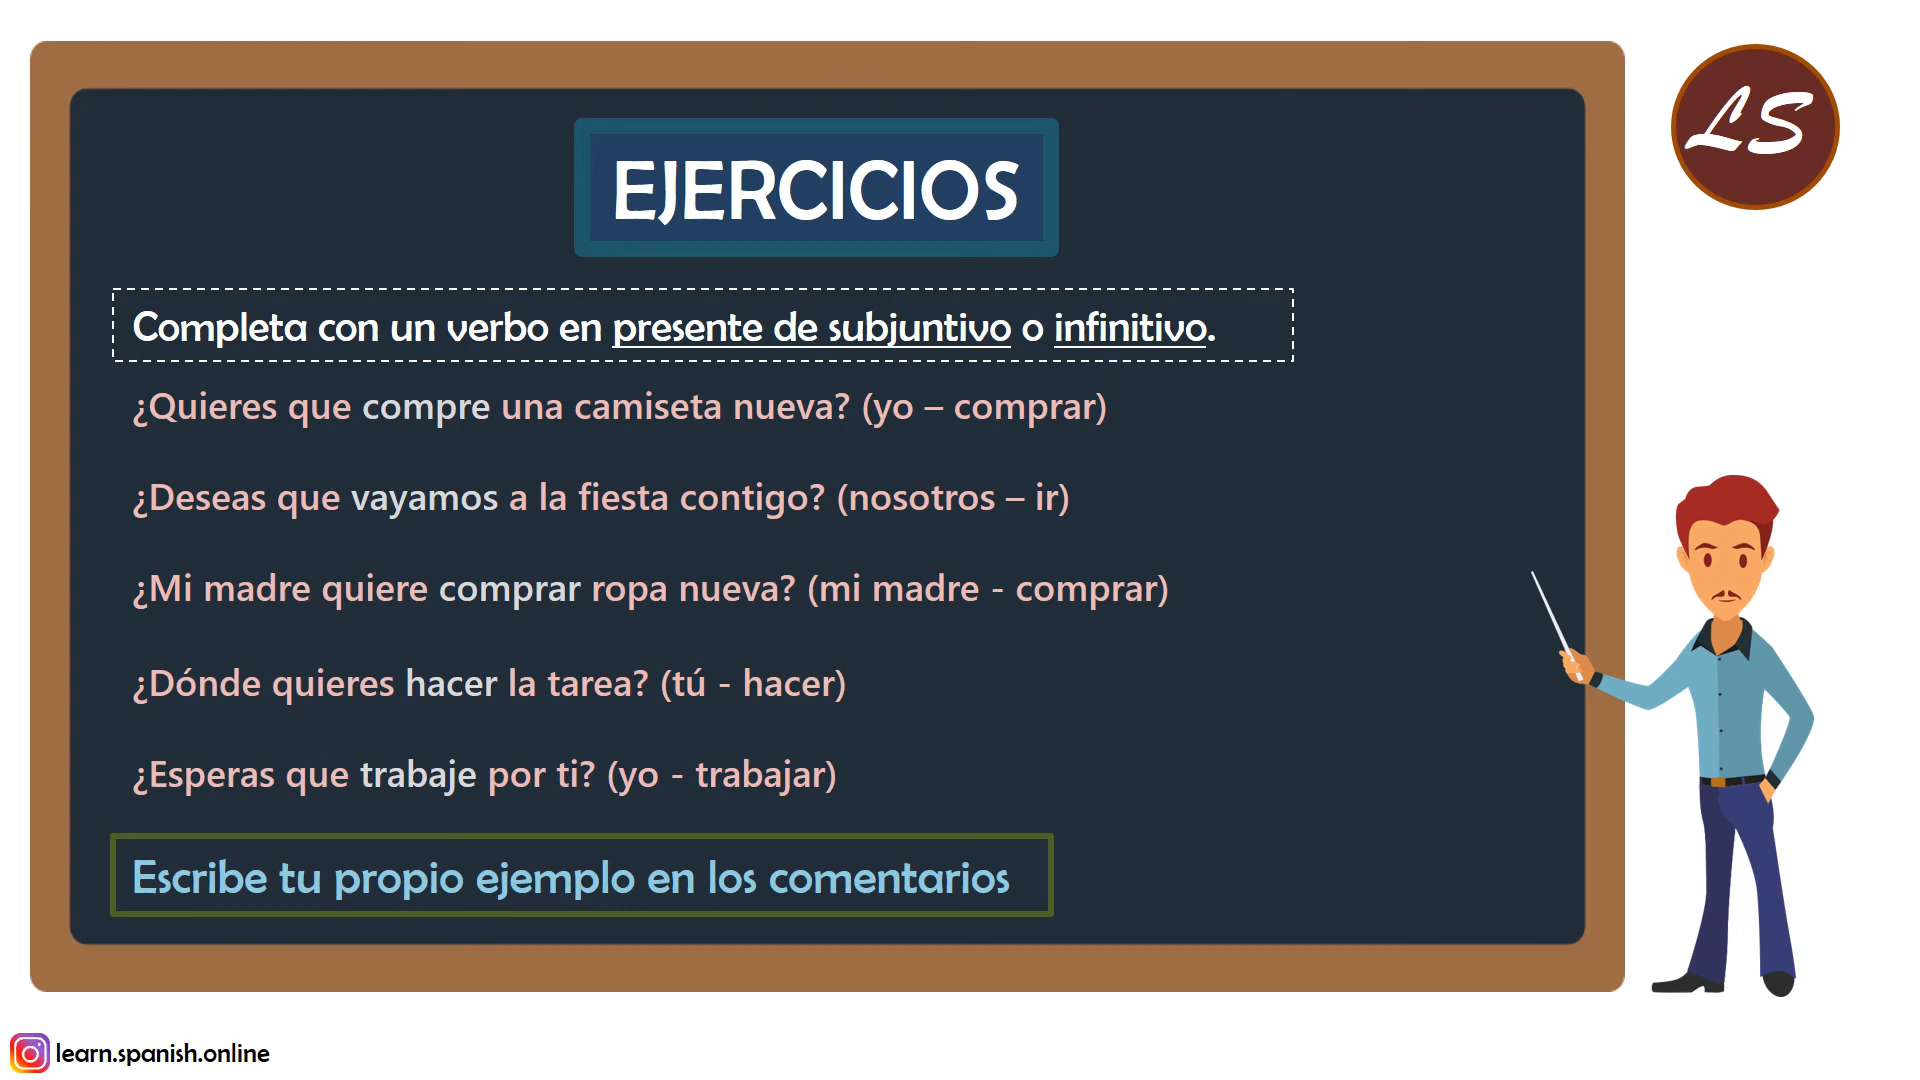 LS
EJERCICIOS
Completa con un verbo en presente de subjuntivo o infinitivo.
¿Quieres que compre una camiseta nueva? (yo – comprar)
¿Deseas que vayamos a la fiesta contigo? (nosotros – ir)
¿Mi madre quiere comprar ropa nueva? (mi madre - comprar)
¿Dónde quieres hacer la tarea? (tú - hacer)
¿Esperas que trabaje por ti? (yo - trabajar)
Escribe tu propio ejemplo en los comentarios
learn.spanish.online